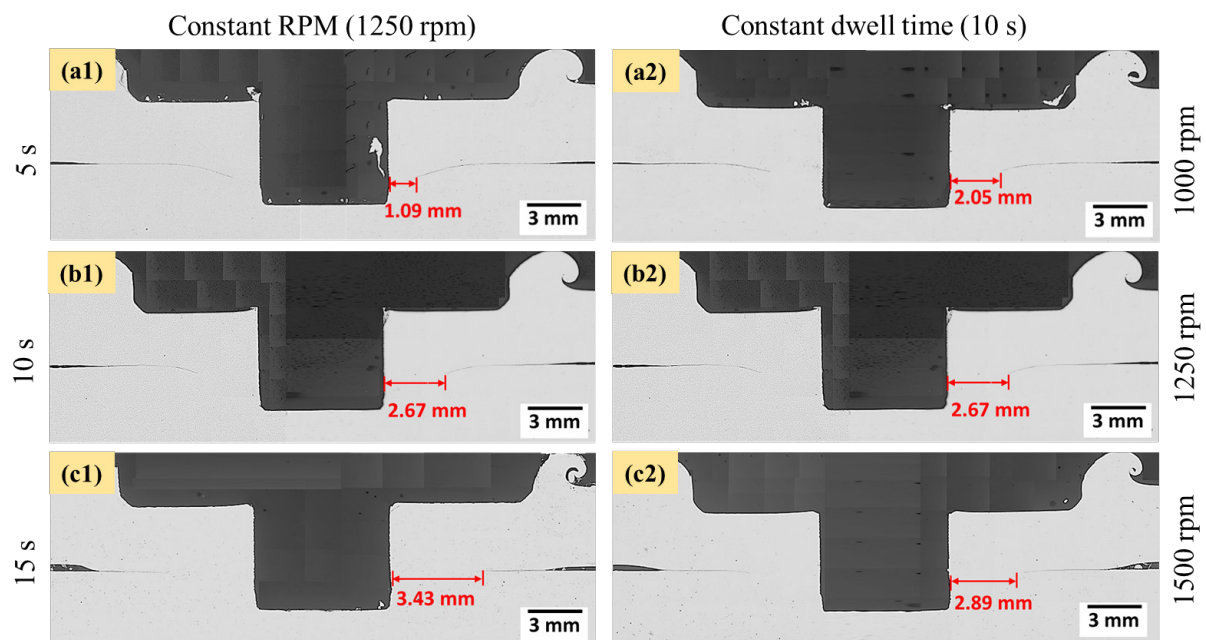 Constant RPM (1250 rpm)
Constant dwell time (10 s)
(a1)
5 s
1.09 mm
3 mm
(a2)
1000 rpm
2.05 mm
3 mm
(b1)
10 s
2.67 mm
3 mm
(b2)
1250 rpm
2.67 mm
3 mm
(c1)
15 s
3.43 mm
3 mm
(c2)
1500 rpm
2.89 mm
3 mm